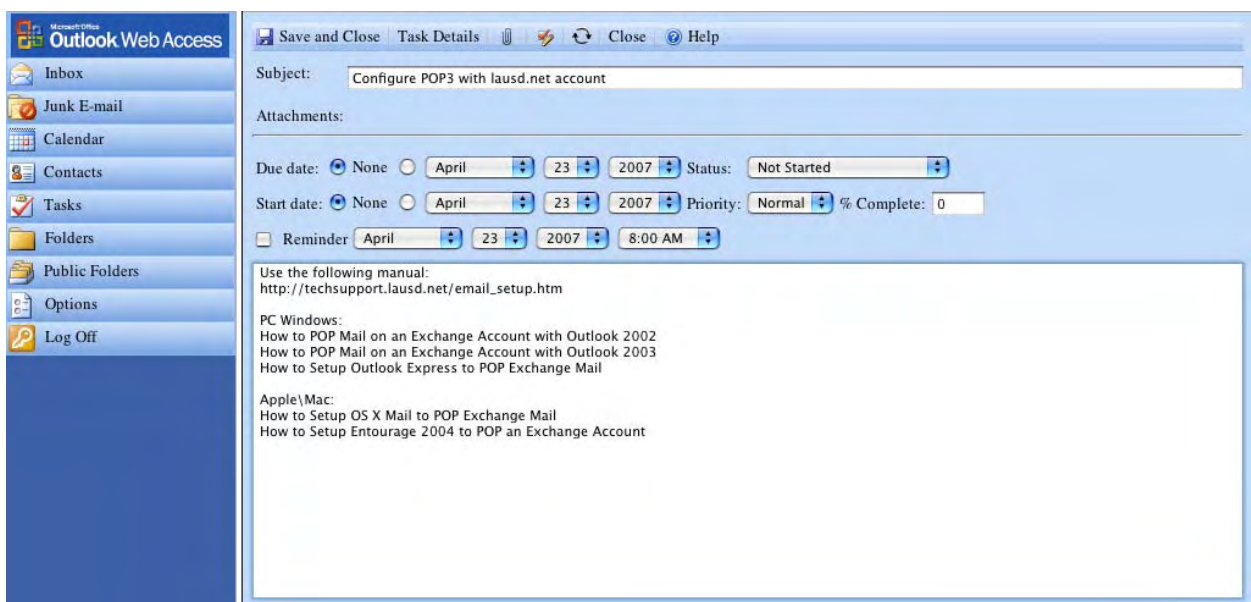 Microsoft Office
Outlook Web Access
Inbox
Junk E-mail
Calendar
Contacts
Tasks
Folders
Public Folders
Options
Log Off
Save and Close Task Details Close Help
Subject: Configure POP3 with lausd.net account
Attachments:
Due date: None April 23 2007 Status: Not Started
Start date: None April 23 2007 Priority: Normal % Complete: 0
Reminder April 23 2007 8:00 AM
Use the following manual:
http://techsupport.lausd.net/email_setup.htm
PC Windows:
How to POP Mail on an Exchange Account with Outlook 2002
How to POP Mail on an Exchange Account with Outlook 2003
How to Setup Outlook Express to POP Exchange Mail
Apple\Mac:
How to Setup OS X Mail to POP Exchange Mail
How to Setup Entourage 2004 to POP an Exchange Account